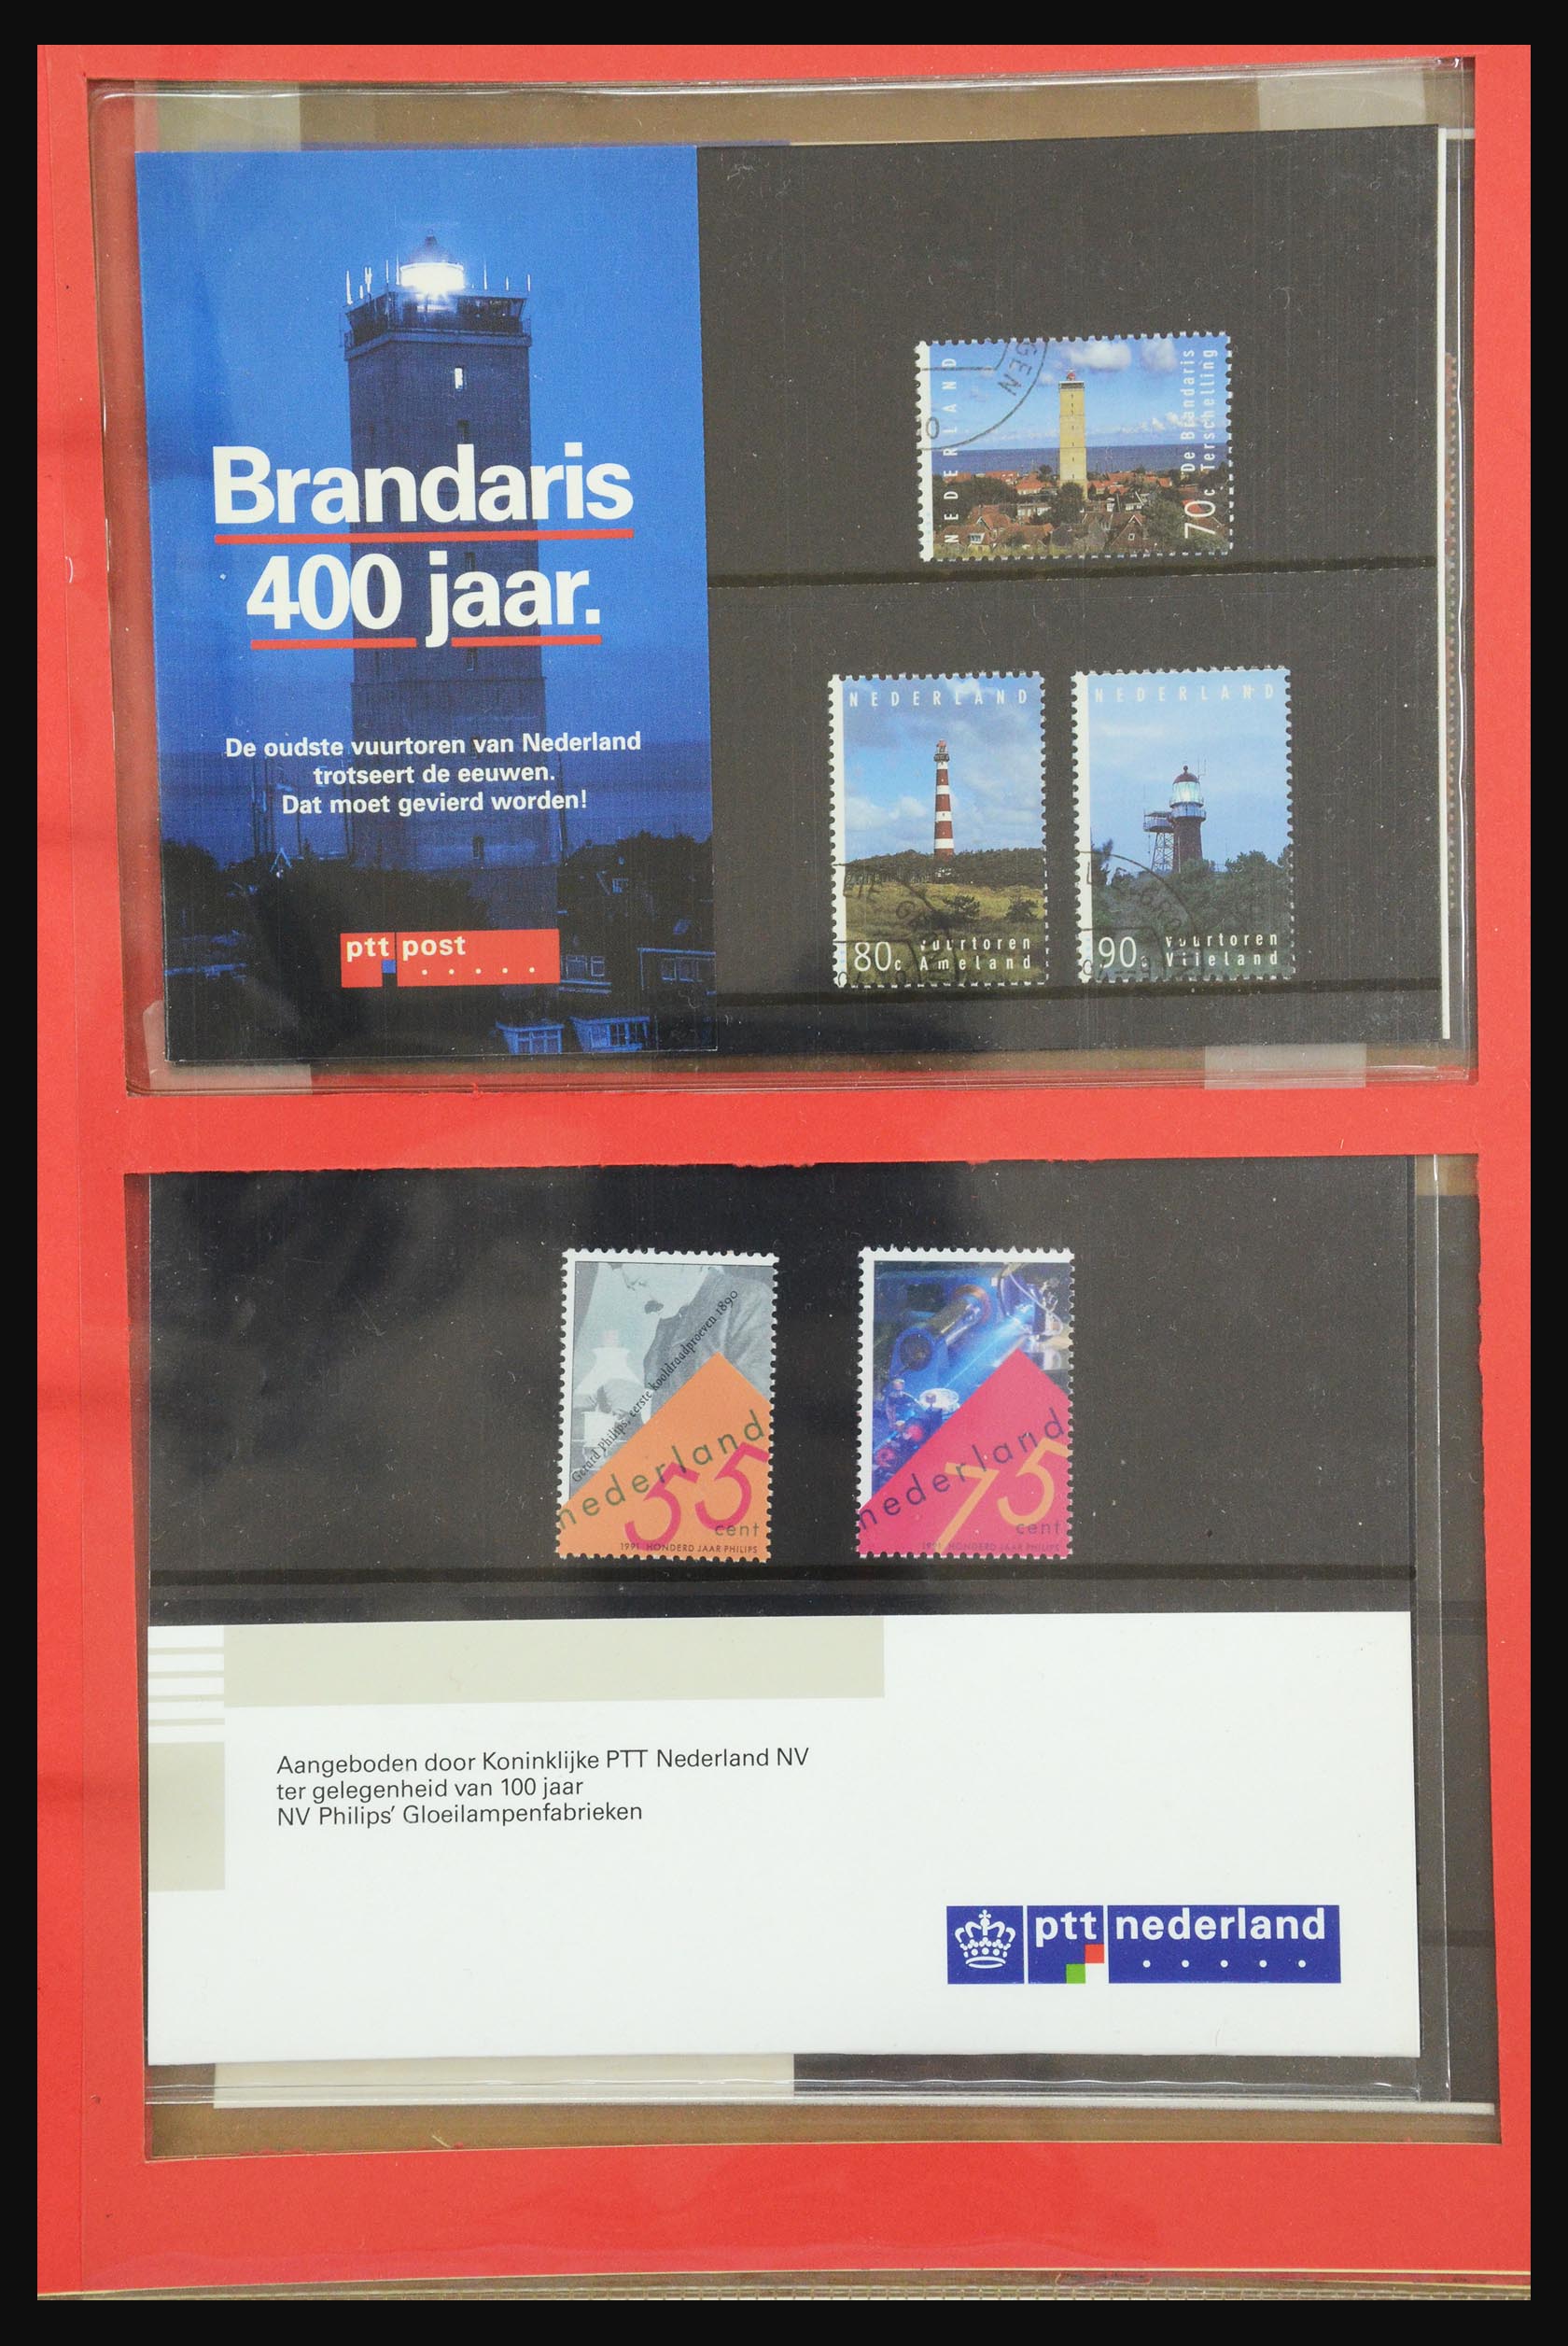 Brandaris
400 jaar.
De oudste vuurtoren van Nederland
trotseert de eeuwen.
Dat moet gevierd worden!
ptt post
NEDERLAND
De Brandaris
Terschelling
70c
GEN
NEDERLAND
80c
vuurtoren
Ameland
NEDERLAND
90c
vuurtoren
Vlieland
Gerard Philips, eerste kooldraadproeven 1890
nederland
55
cent
1991 HONDERD JAAR PHILIPS
nederland
75
cent
1991 HONDERD JAAR PHILIPS
Aangeboden door Koninklijke PTT Nederland NV
ter gelegenheid van 100 jaar
NV Philips’ Gloeilampenfabrieken
ptt nederland